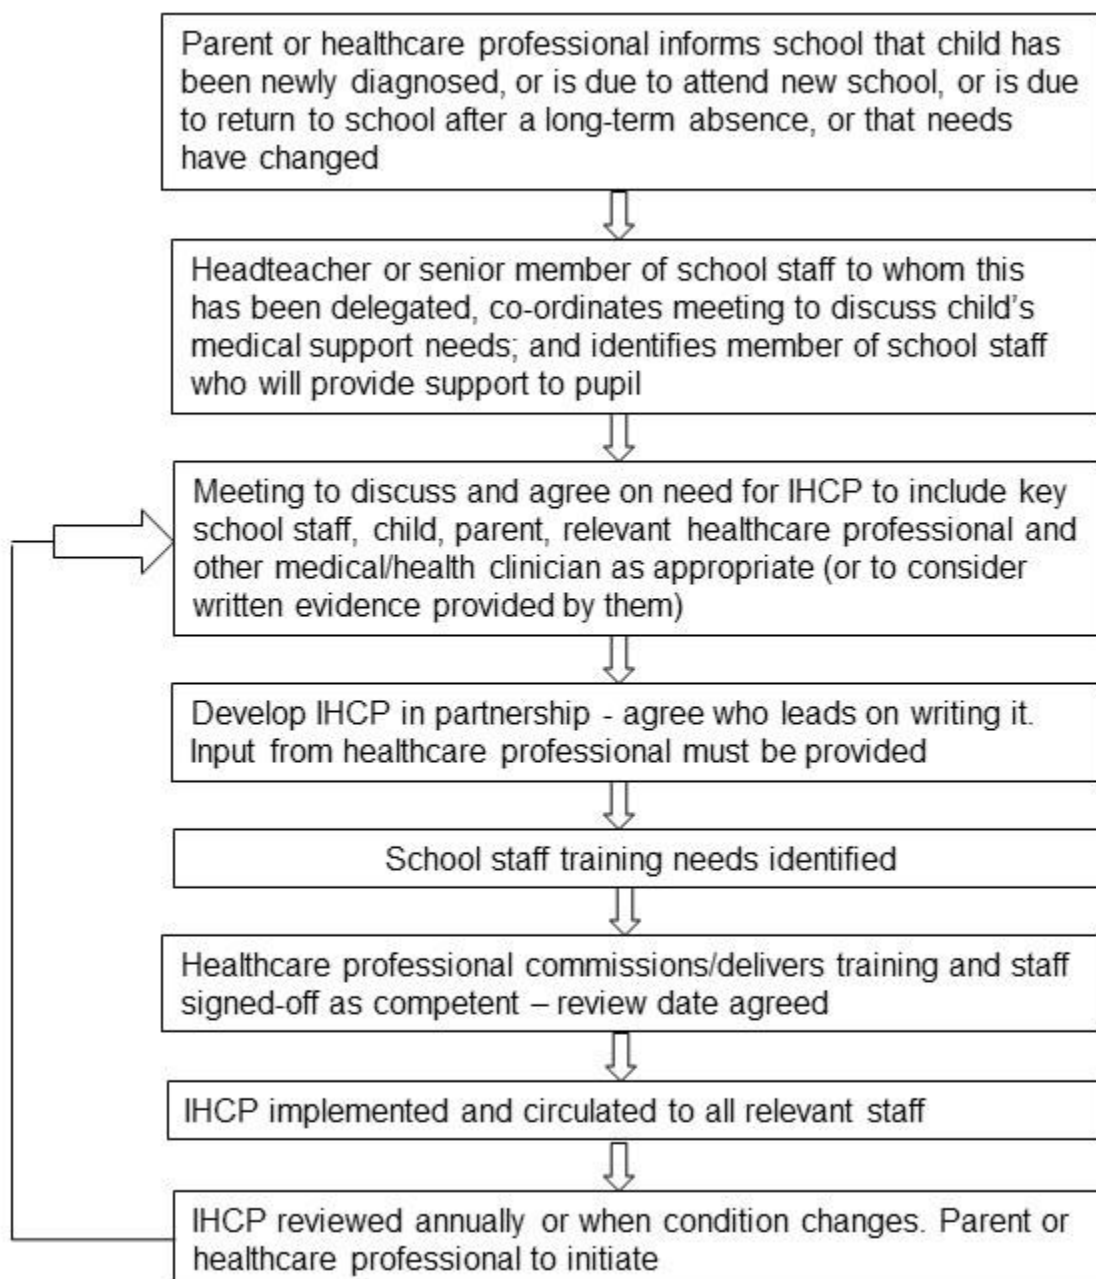 Parent or healthcare professional informs school that child has
been newly diagnosed, or is due to attend new school, or is due
to return to school after a long-term absence, or that needs
have changed
Headteacher or senior member of school staff to whom this
has been delegated, co-ordinates meeting to discuss child’s
medical support needs; and identifies member of school staff
who will provide support to pupil
Meeting to discuss and agree on need for IHCP to include key
school staff, child, parent, relevant healthcare professional and
other medical/health clinician as appropriate (or to consider
written evidence provided by them)
Develop IHCP in partnership - agree who leads on writing it.
Input from healthcare professional must be provided
School staff training needs identified
Healthcare professional commissions/delivers training and staff
signed-off as competent – review date agreed
IHCP implemented and circulated to all relevant staff
IHCP reviewed annually or when condition changes. Parent or
healthcare professional to initiate